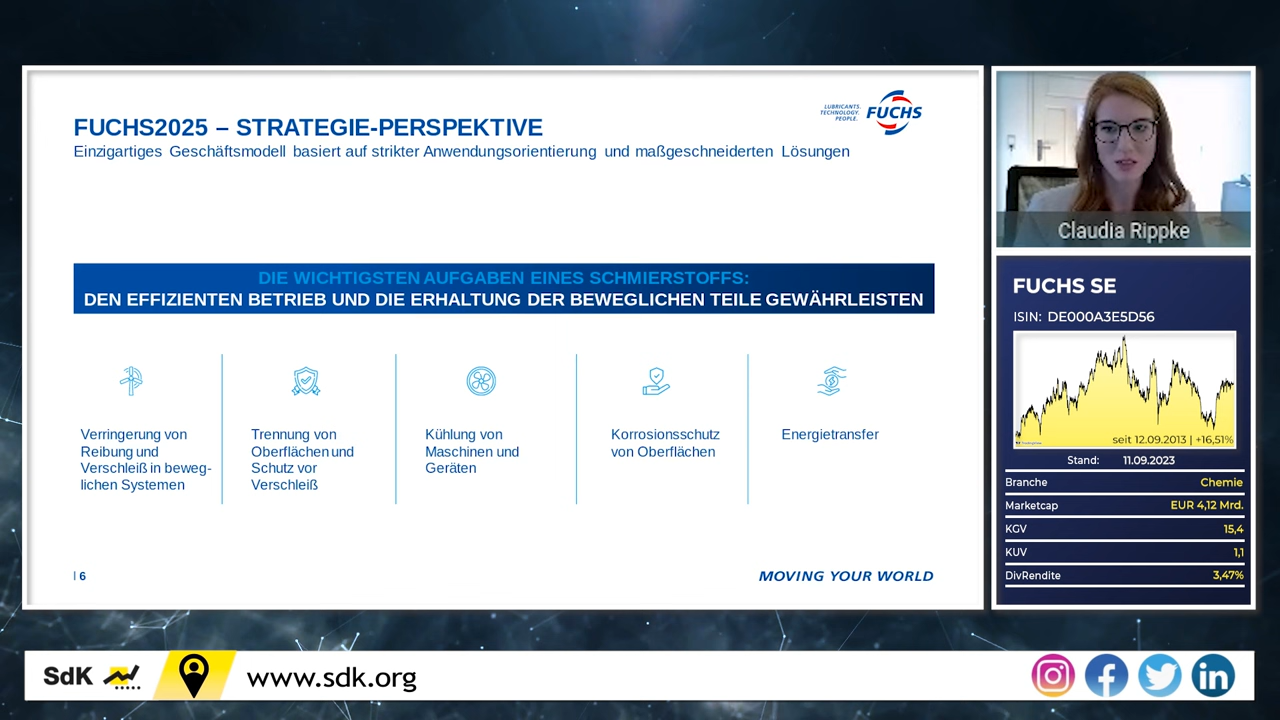 FUCHS2025 – STRATEGIE-PERSPEKTIVE
Einzigartiges Geschäftsmodell basiert auf strikter Anwendungsorientierung und maßgeschneiderten Lösungen
LUBRICANTS.
TECHNOLOGY.
PEOPLE.
FUCHS
DIE WICHTIGSTEN AUFGABEN EINES SCHMIERSTOFFS:
DEN EFFIZIENTEN BETRIEB UND DIE ERHALTUNG DER BEWEGLICHEN TEILE GEWÄHRLEISTEN
Verringerung von
Reibung und
Verschleiß in beweg-
lichen Systemen
Trennung von
Oberflächen und
Schutz vor
Verschleiß
Kühlung von
Maschinen und
Geräten
Korrosionsschutz
von Oberflächen
Energietransfer
| 6
MOVING YOUR WORLD
Claudia Rippke
FUCHS SE
ISIN: DE000A3E5D56
seit 12.09.2013 | +16,51%
Stand: 11.09.2023
Branche Chemie
Marketcap EUR 4,12 Mrd.
KGV 15,4
KUV 1,1
DivRendite 3,47%
SdK
www.sdk.org